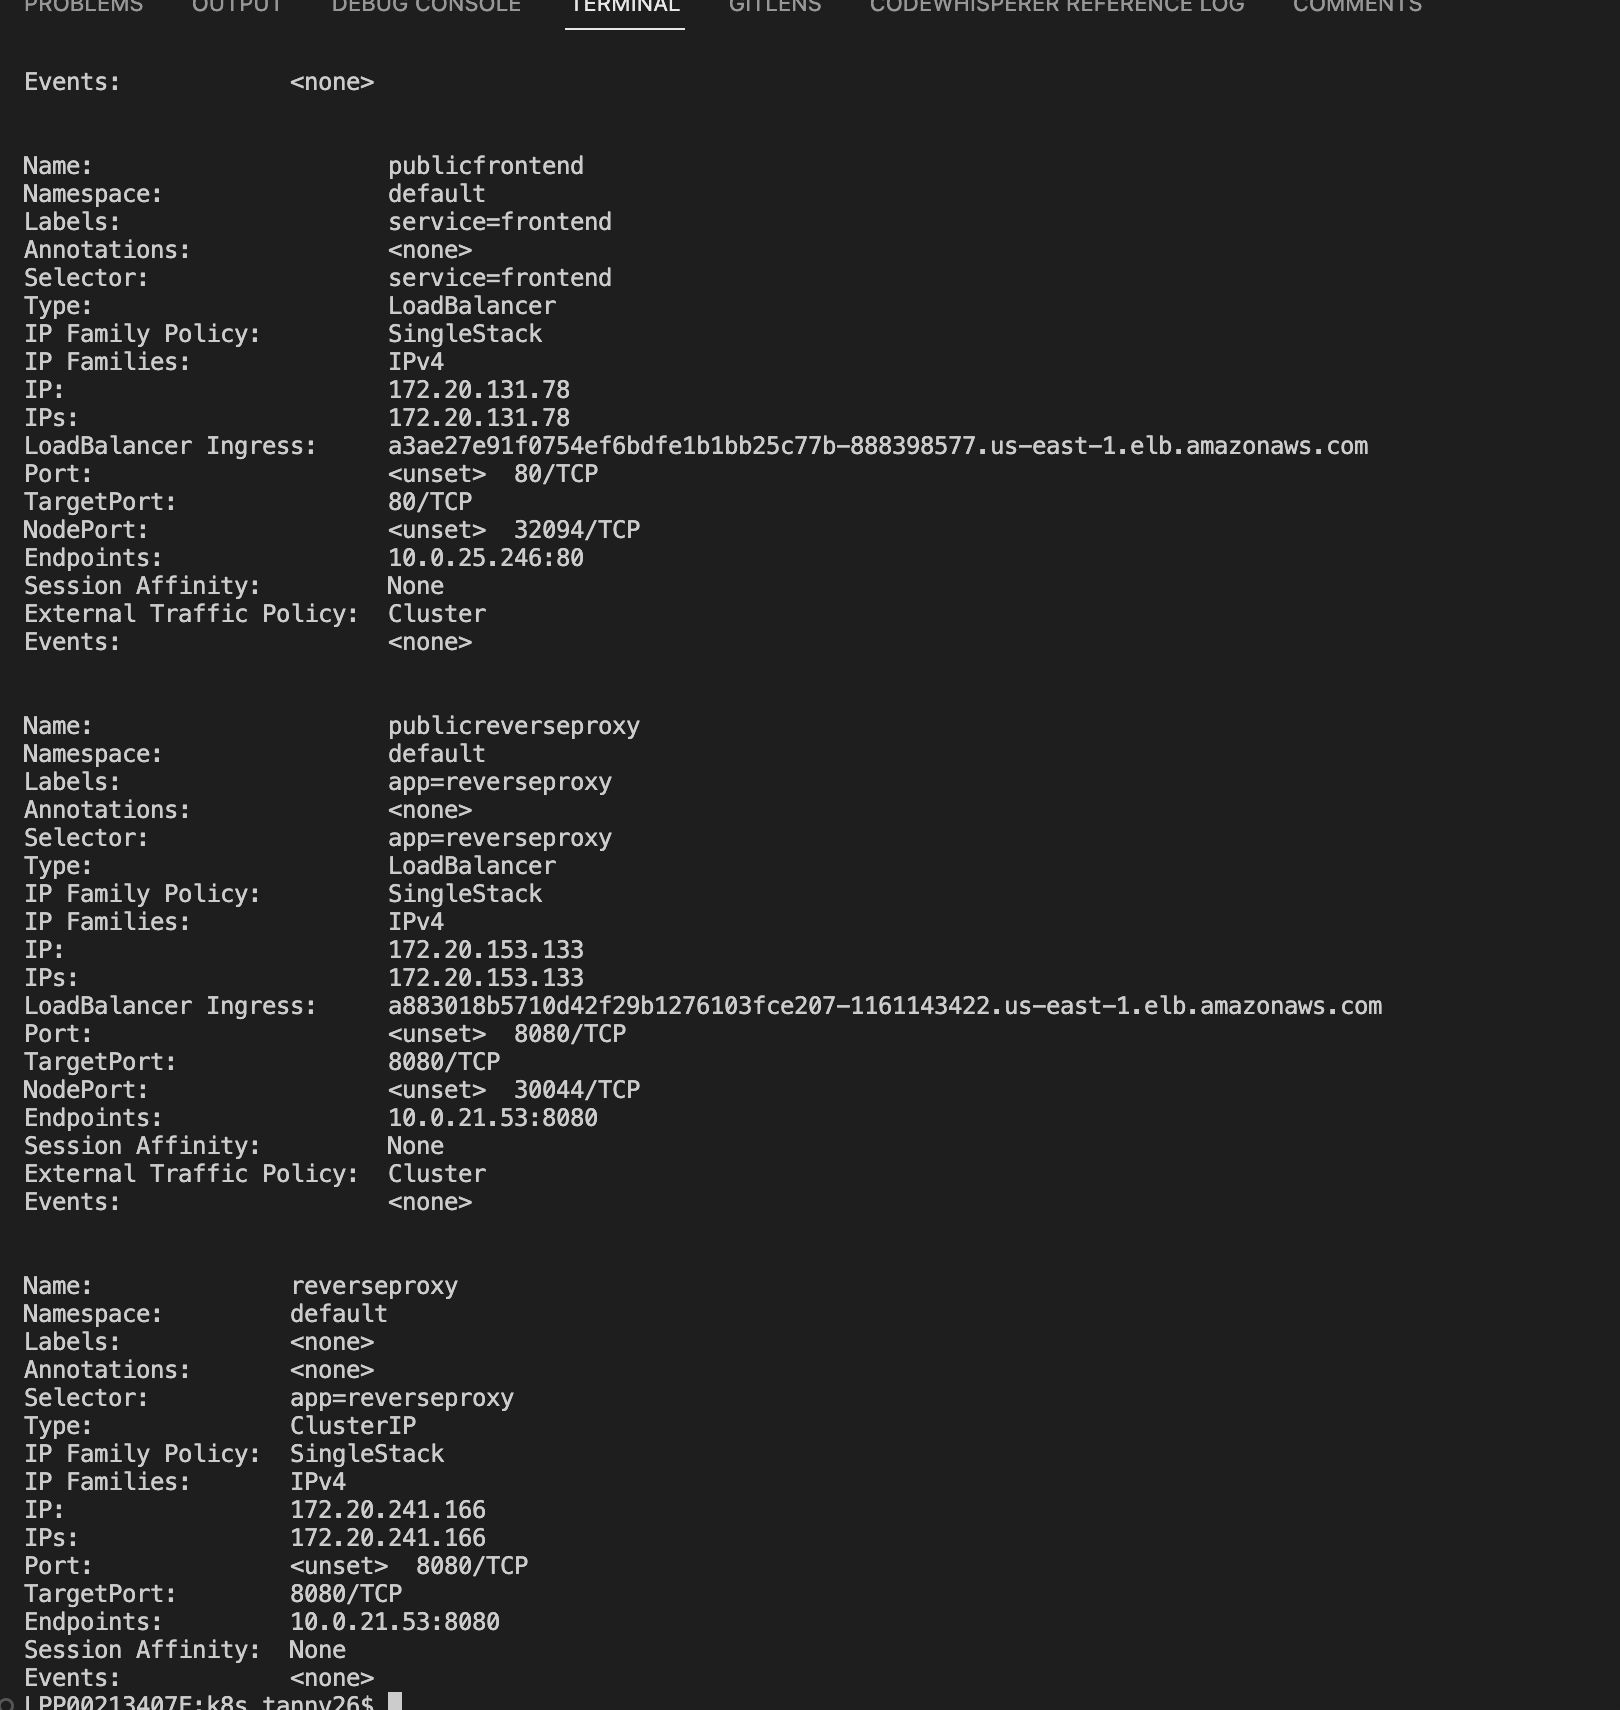 PROBLEMS OUTPUT DEBUG CONSOLE TERMINAL GITLENS CODEWHISPERER REFERENCE LOG COMMENTS
Events: <none>
Name: publicfrontend
Namespace: default
Labels: service=frontend
Annotations: <none>
Selector: service=frontend
Type: LoadBalancer
IP Family Policy: SingleStack
IP Families: IPv4
IP: 172.20.131.78
IPs: 172.20.131.78
LoadBalancer Ingress: a3ae27e91f0754ef6bdfe1b1bb25c77b-888398577.us-east-1.elb.amazonaws.com
Port: <unset> 80/TCP
TargetPort: 80/TCP
NodePort: <unset> 32094/TCP
Endpoints: 10.0.25.246:80
Session Affinity: None
External Traffic Policy: Cluster
Events: <none>
Name: publicreverseproxy
Namespace: default
Labels: app=reverseproxy
Annotations: <none>
Selector: app=reverseproxy
Type: LoadBalancer
IP Family Policy: SingleStack
IP Families: IPv4
IP: 172.20.153.133
IPs: 172.20.153.133
LoadBalancer Ingress: a883018b5710d42f29b1276103fce207-1161143422.us-east-1.elb.amazonaws.com
Port: <unset> 8080/TCP
TargetPort: 8080/TCP
NodePort: <unset> 30044/TCP
Endpoints: 10.0.21.53:8080
Session Affinity: None
External Traffic Policy: Cluster
Events: <none>
Name: reverseproxy
Namespace: default
Labels: <none>
Annotations: <none>
Selector: app=reverseproxy
Type: ClusterIP
IP Family Policy: SingleStack
IP Families: IPv4
IP: 172.20.241.166
IPs: 172.20.241.166
Port: <unset> 8080/TCP
TargetPort: 8080/TCP
Endpoints: 10.0.21.53:8080
Session Affinity: None
Events: <none>
tanny26$